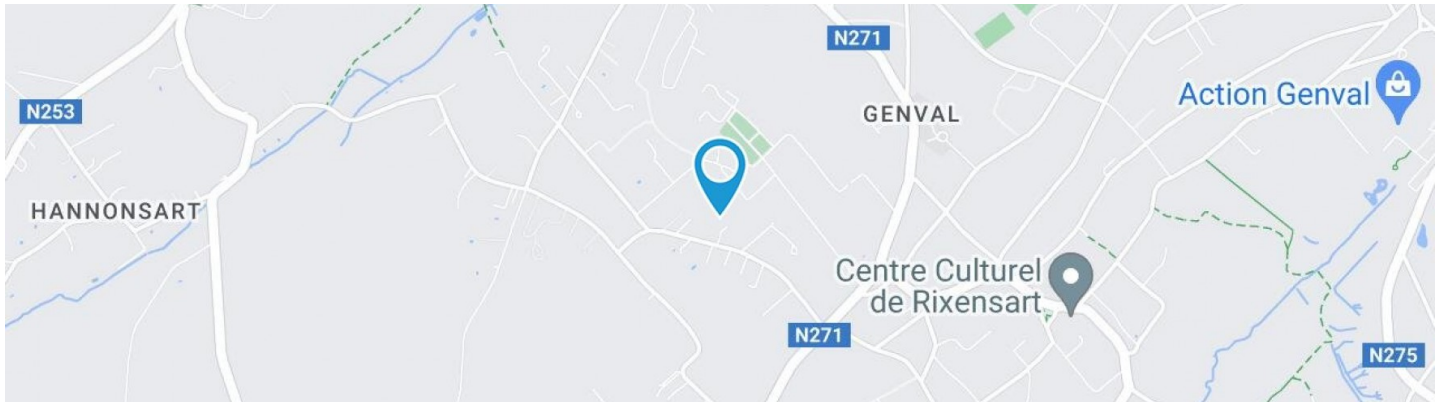 N271
Action Genval
N253
GENVAL
HANNONSART
Centre Culturel
de Rixensart
N271
N275